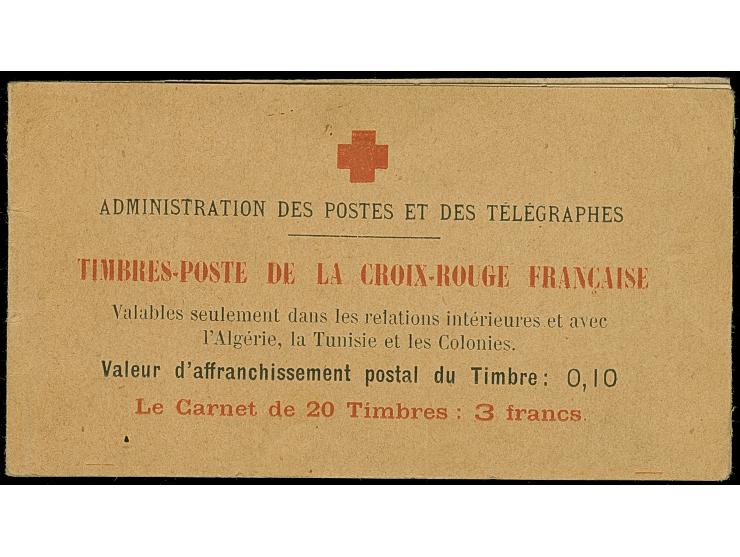 ADMINISTRATION DES POSTES ET DES TÉLÉGRAPHES
TIMBRES-POSTE DE LA CROIX-ROUGE FRANÇAISE
Valables seulement dans les relations intérieures et avec
l'Algérie, la Tunisie et les Colonies.
Valeur d'affranchissement postal du Timbre : 0,10
Le Carnet de 20 Timbres : 3 francs.